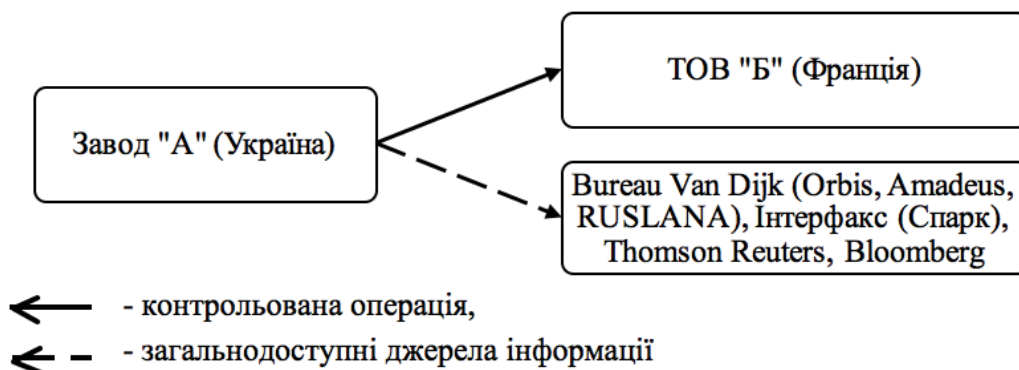 ТОВ "Б" (Франція)
Завод "А" (Україна)
Bureau Van Dijk (Orbis, Amadeus,
RUSLANA), Інтерфакс (Спарк),
Thomson Reuters, Bloomberg
- контрольована операція,
- загальнодоступні джерела інформації